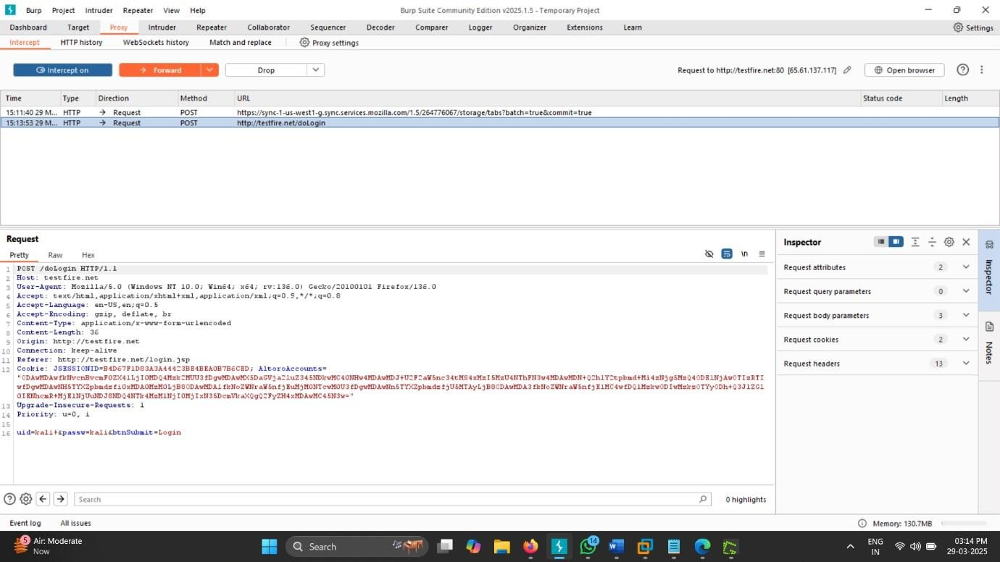 Burp Project Intruder Repeater View Help Burp Suite Community Edition v2025.1.5 - Temporary Project
Dashboard Target Proxy Intruder Repeater Collaborator Sequencer Decoder Comparer Logger Organizer Extensions Learn Settings
Intercept HTTP history WebSockets history Match and replace Proxy settings
Intercept on Forward Drop Request to http://testfire.net:80 [65.61.137.117] Open browser
Time Type Direction Method URL Status code Length
15:11:40 29 M... HTTP → Request POST https://sync-1-us-west1-g.sync.services.mozilla.com/1.5/264776067/storage/tabs?batch=true&commit=true
15:13:53 29 M... HTTP → Request POST http://testfire.net/doLogin
Request
Pretty Raw Hex \n
1 POST /doLogin HTTP/1.1
2 Host: testfire.net
3 User-Agent: Mozilla/5.0 (Windows NT 10.0; Win64; x64; rv:136.0) Gecko/20100101 Firefox/136.0
4 Accept: text/html,application/xhtml+xml,application/xml;q=0.9,*/*;q=0.8
5 Accept-Language: en-US,en;q=0.5
6 Accept-Encoding: gzip, deflate, br
7 Content-Type: application/x-www-form-urlencoded
8 Content-Length: 36
9 Origin: http://testfire.net
10 Connection: keep-alive
11 Referer: http://testfire.net/login.jsp
12 Cookie: JSESSIONID= AltoroAccounts=
13 Upgrade-Insecure-Requests: 1
14 Priority: u=0, i
15
16 uid=kali+&passw=kali&btnSubmit=Login
Inspector
Request attributes 2
Request query parameters 0
Request body parameters 3
Request cookies 2
Request headers 13
Inspector
Notes
Search 0 highlights
Event log All issues Memory: 130.7MB
5 Air: Moderate
Now
Search
14
ENG
IN
03:14 PM
29-03-2025